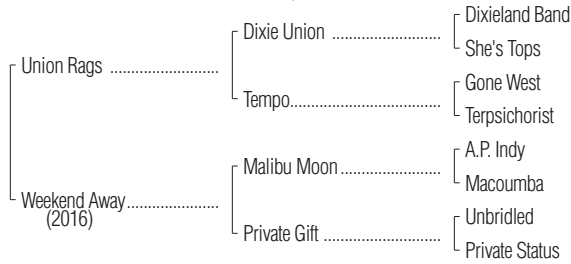 Dixieland Band
Dixie Union ....................
She's Tops
Union Rags ....................
Gone West
Tempo............................
Terpsichorist
A.P. Indy
Malibu Moon ..................
Macoumba
Weekend Away.................
(2016)
Unbridled
Private Gift .....................
Private Status